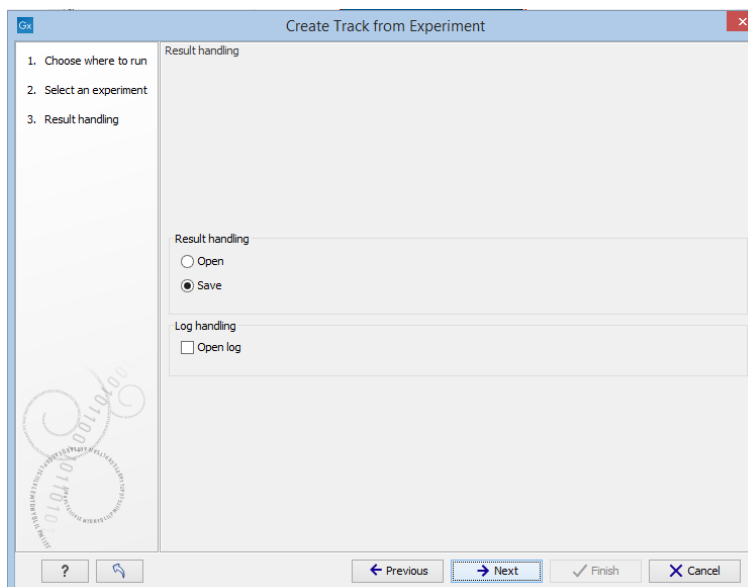 Gx
Create Track from Experiment
1. Choose where to run
2. Select an experiment
3. Result handling
Result handling
Result handling
Open
Save
Log handling
Open log
?
Previous
Next
Finish
Cancel